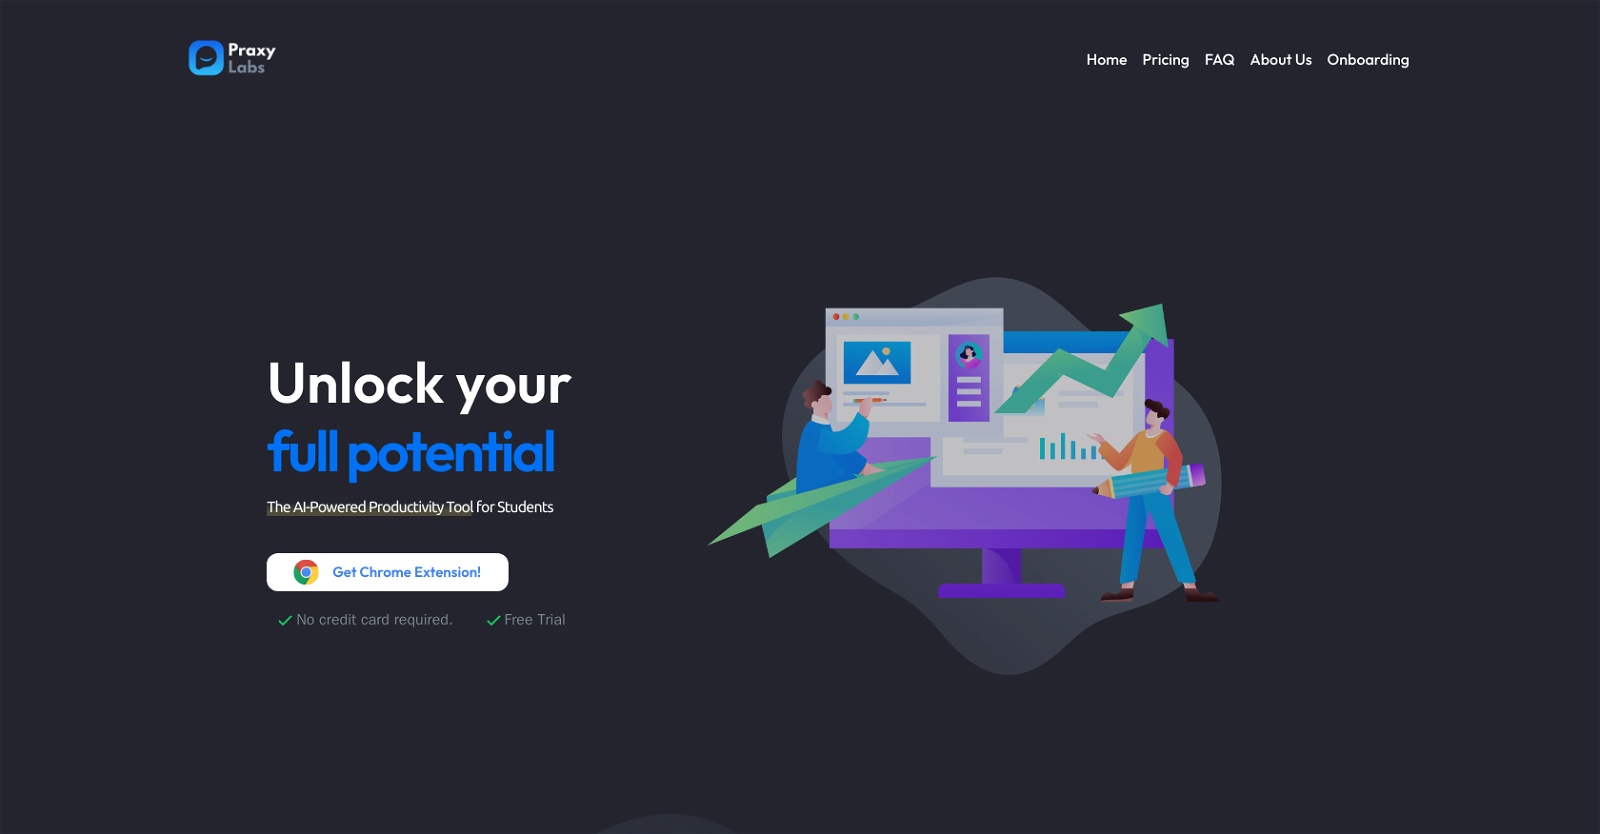 Praxy
Labs
Home Pricing FAQ About Us Onboarding
Unlock your
full potential
The AI-Powered Productivity Tool for Students
Get Chrome Extension!
No credit card required. Free Trial